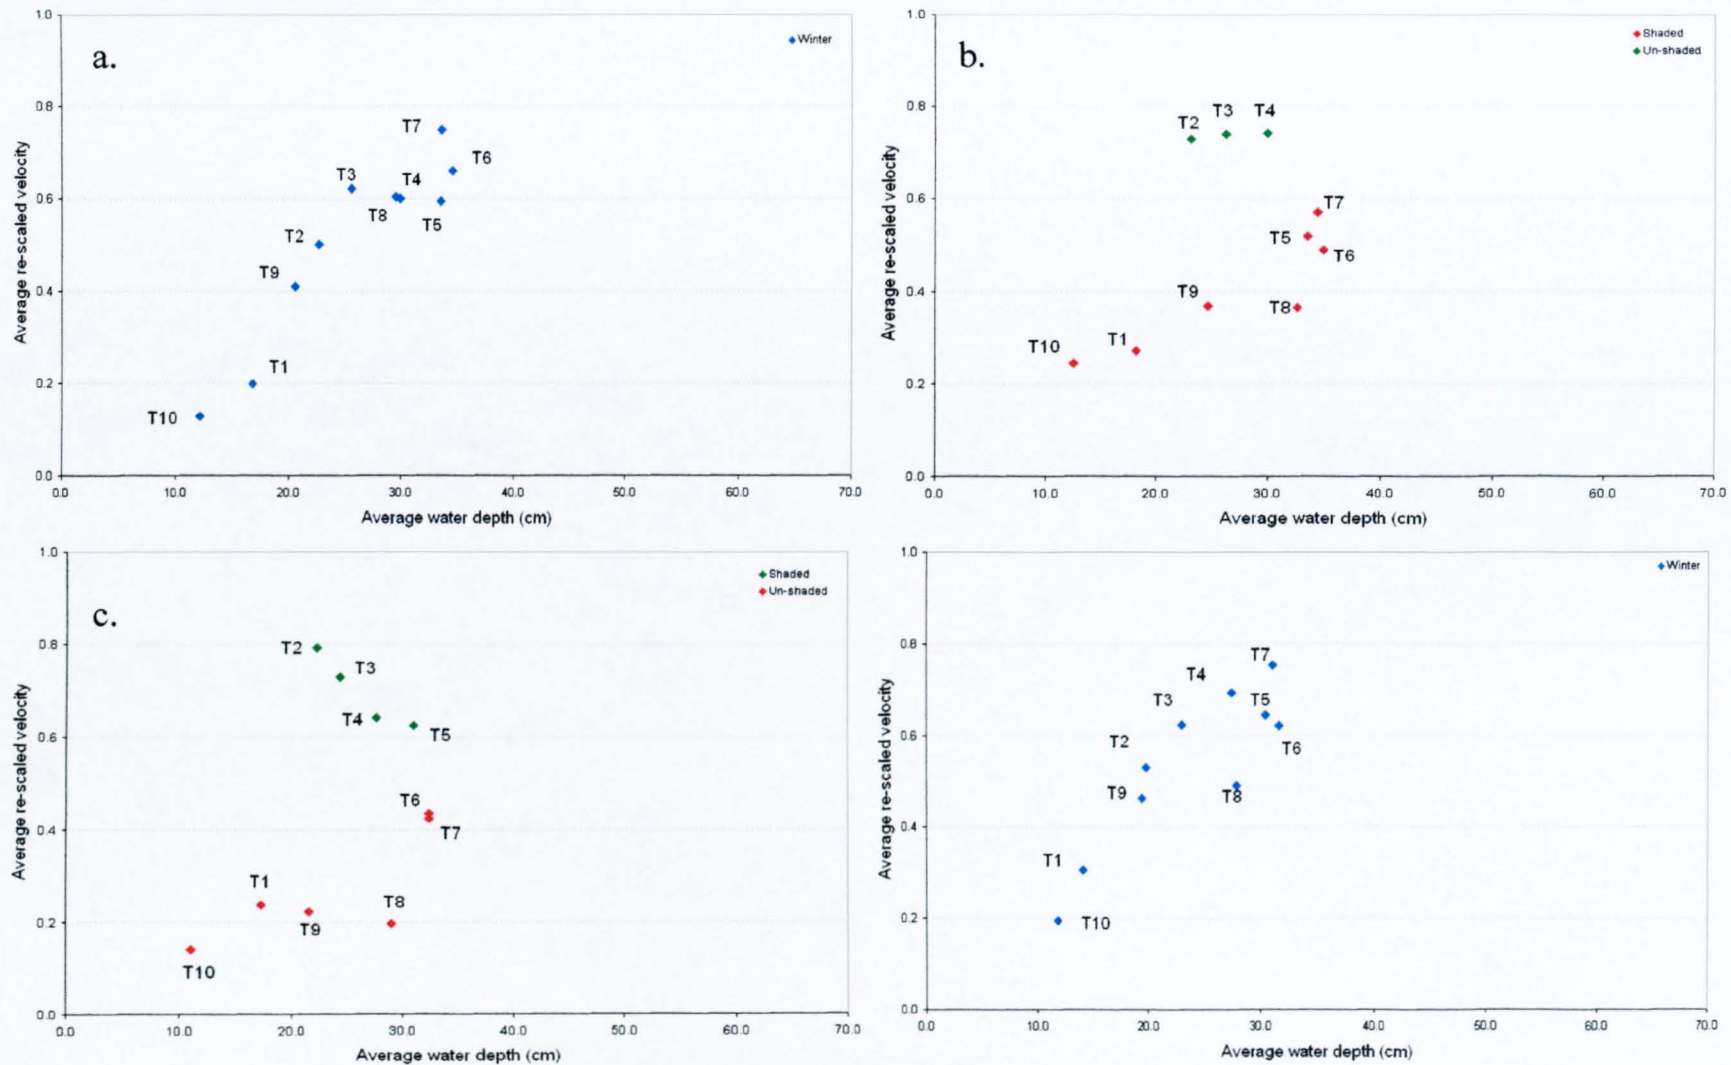 a.
Winter
1.0
0.8
0.6
0.4
0.2
0.0
T7
T6
T3
T4
T8
T5
T2
T9
T1
T10
0.0 10.0 20.0 30.0 40.0 50.0 60.0 70.0
Average water depth (cm)
Average re-scaled velocity
b.
Shaded
Un-shaded
1.0
0.8
0.6
0.4
0.2
0.0
T2 T3 T4
T7
T5
T6
T9
T8
T1
T10
0.0 10.0 20.0 30.0 40.0 50.0 60.0 70.0
Average water depth (cm)
Average re-scaled velocity
c.
Shaded
Un-shaded
1.0
0.8
0.6
0.4
0.2
0.0
T2
T3
T4
T5
T6
T7
T1
T8
T9
T10
0.0 10.0 20.0 30.0 40.0 50.0 60.0 70.0
Average water depth (cm)
Average re-scaled velocity
Winter
1.0
0.8
0.6
0.4
0.2
0.0
T7
T4
T3
T5
T2
T6
T9
T8
T1
T10
0.0 10.0 20.0 30.0 40.0 50.0 60.0 70.0
Average water depth (cm)
Average re-scaled velocity